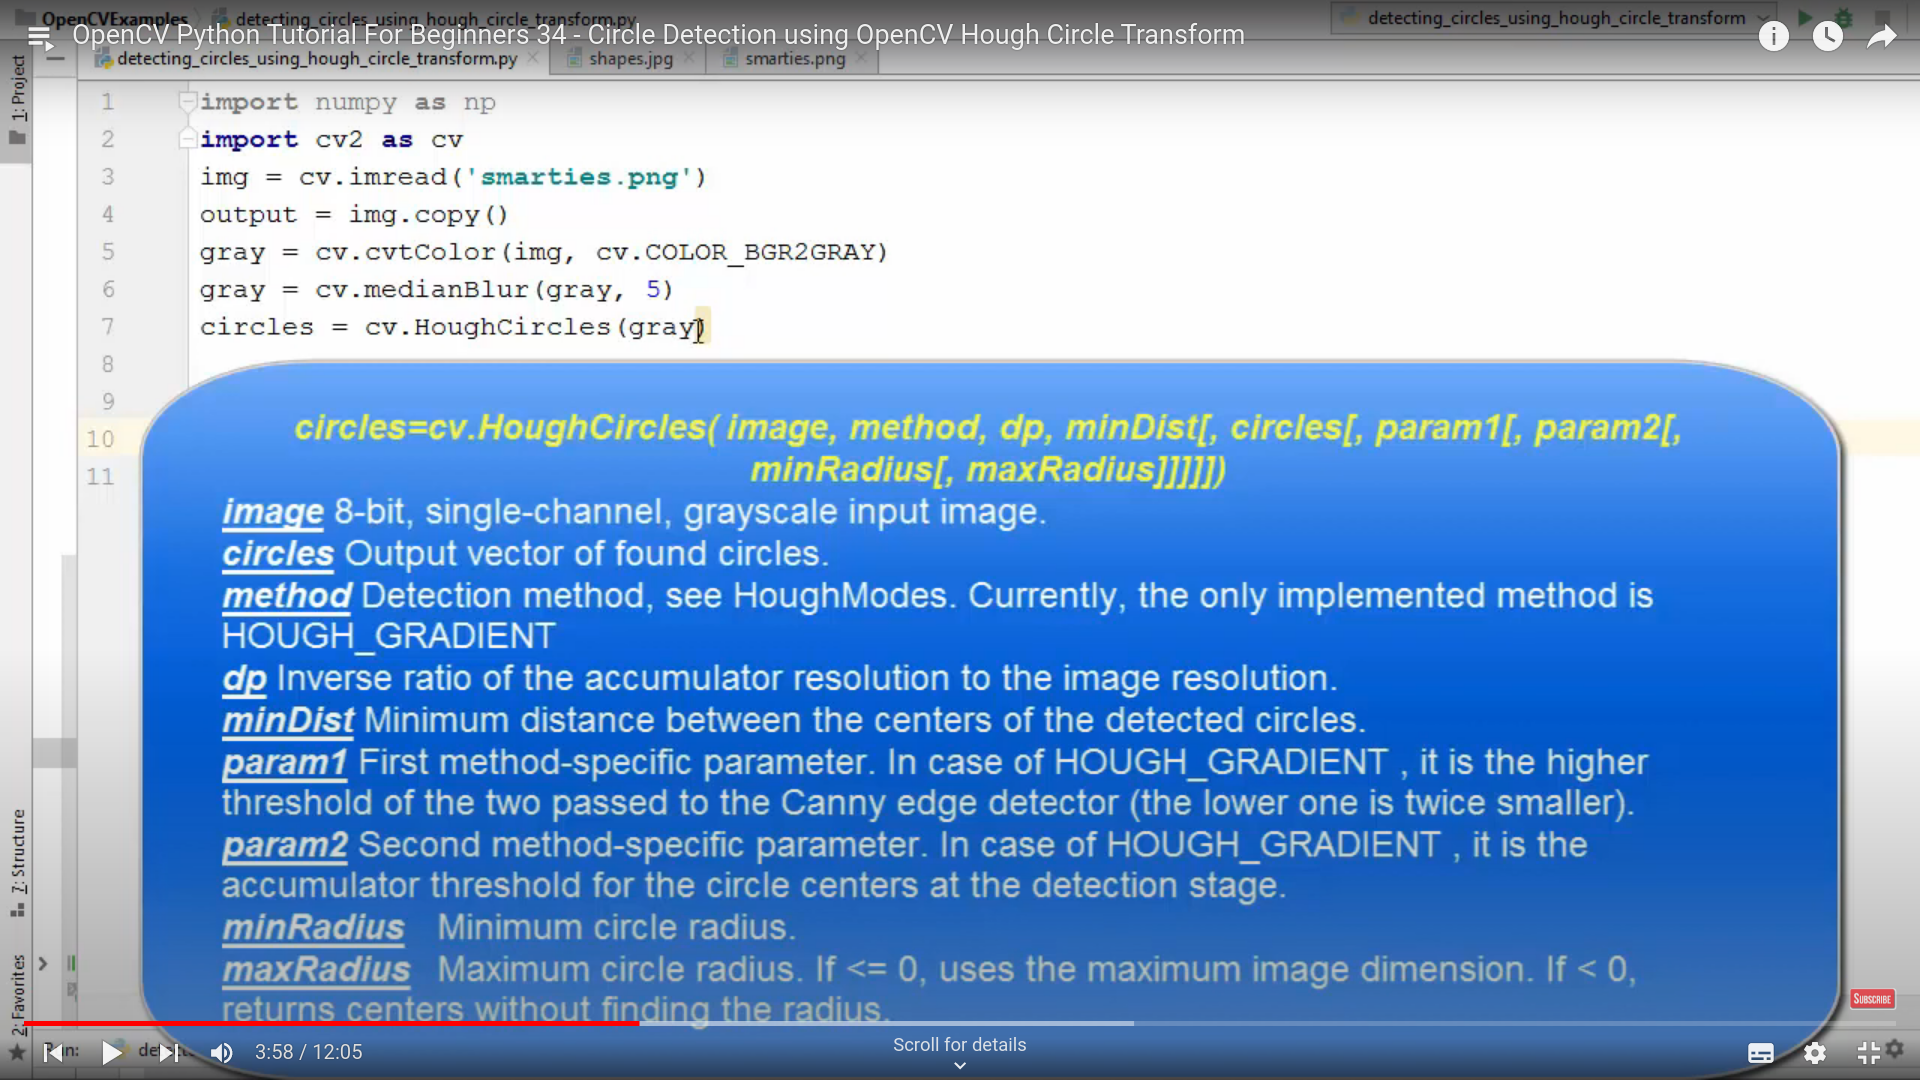 OpenCVExamples
detecting_circles_using_hough_circle_transform.py
detecting_circles_using_hough_circle_transform
OpenCV Python Tutorial For Beginners 34 - Circle Detection using OpenCV Hough Circle Transform
detecting_circles_using_hough_circle_transform.py
shapes.jpg
smarties.png
1: Project
1 import numpy as np
2 import cv2 as cv
3 img = cv.imread('smarties.png')
4 output = img.copy()
5 gray = cv.cvtColor(img, cv.COLOR_BGR2GRAY)
6 gray = cv.medianBlur(gray, 5)
7 circles = cv.HoughCircles(gray)
8
9
10
11
circles=cv.HoughCircles( image, method, dp, minDist[, circles[, param1[, param2[,
minRadius[, maxRadius]]]]])
image 8-bit, single-channel, grayscale input image.
circles Output vector of found circles.
method Detection method, see HoughModes. Currently, the only implemented method is
HOUGH_GRADIENT
dp Inverse ratio of the accumulator resolution to the image resolution.
minDist Minimum distance between the centers of the detected circles.
param1 First method-specific parameter. In case of HOUGH_GRADIENT , it is the higher
threshold of the two passed to the Canny edge detector (the lower one is twice smaller).
param2 Second method-specific parameter. In case of HOUGH_GRADIENT , it is the
accumulator threshold for the circle centers at the detection stage.
minRadius Minimum circle radius.
maxRadius Maximum circle radius. If <= 0, uses the maximum image dimension. If < 0,
returns centers without finding the radius.
7: Structure
2: Favorites
SUBSCRIBE
3:58 / 12:05
Scroll for details